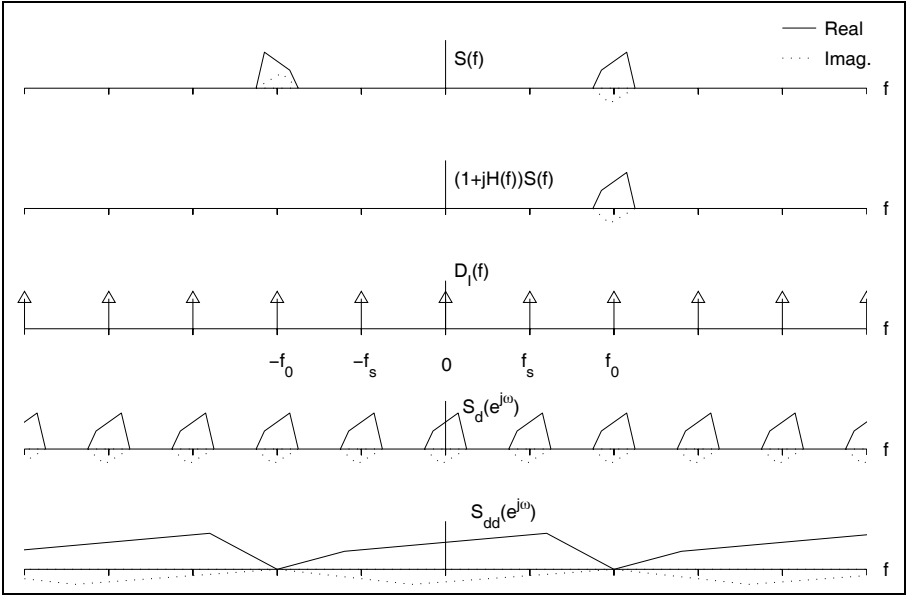 Real
S(f)
Imag.
f
(1+jH(f))S(f)
f
D_I(f)
f
−f_0 −f_s 0 f_s f_0
S_d(e^{jω})
f
S_dd(e^{jω})
f